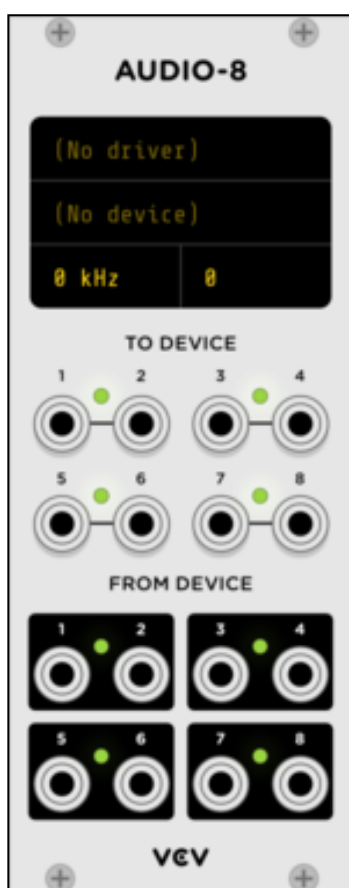 AUDIO-8
(No driver)
(No device)
0 kHz 0
TO DEVICE
1 2 3 4
5 6 7 8
FROM DEVICE
1 2 3 4
5 6 7 8
VCV